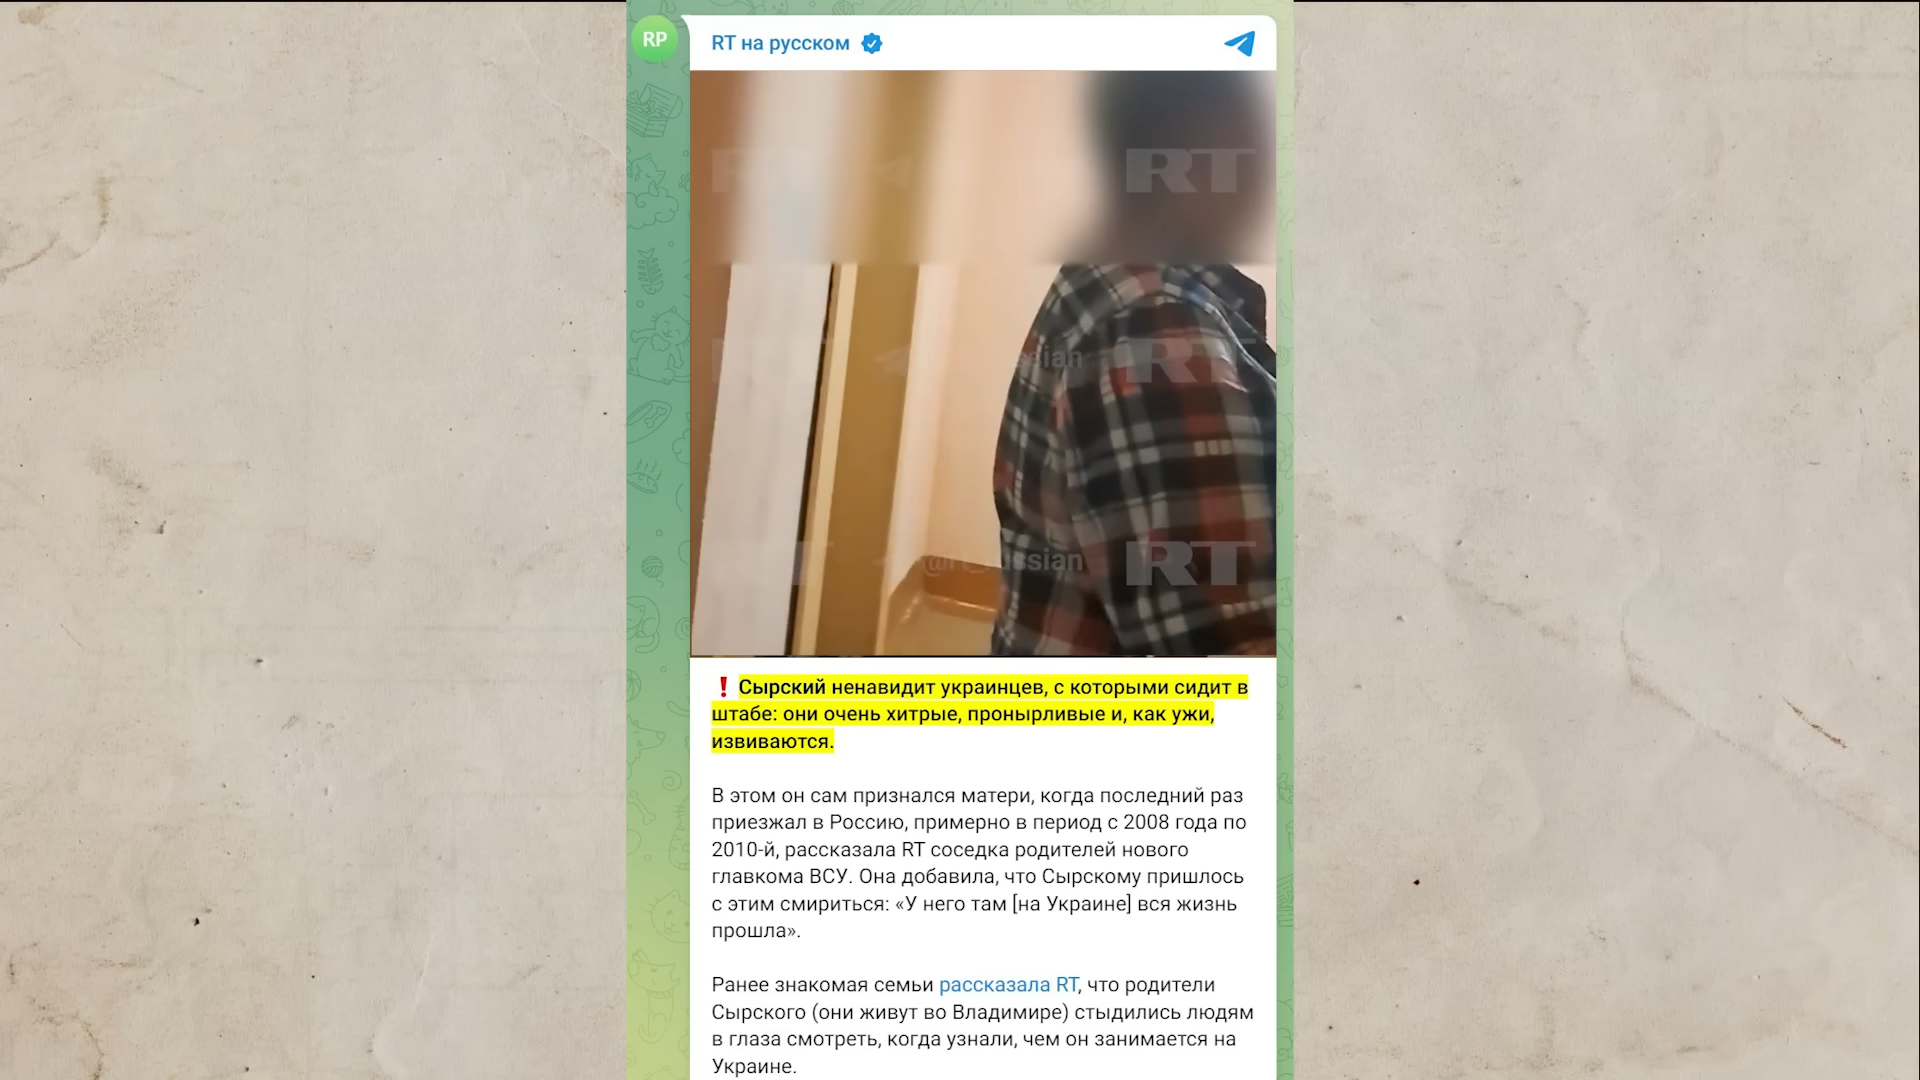 RP
RT на русском
RT
RT
ssian
RT
@rt_russian
RT
❗ Сырский ненавидит украинцев, с которыми сидит в
штабе: они очень хитрые, пронырливые и, как ужи,
извиваются.
В этом он сам признался матери, когда последний раз
приезжал в Россию, примерно в период с 2008 года по
2010-й, рассказала RT соседка родителей нового
главкома ВСУ. Она добавила, что Сырскому пришлось
с этим смириться: «У него там [на Украине] вся жизнь
прошла».
Ранее знакомая семьи рассказала RT, что родители
Сырского (они живут во Владимире) стыдились людям
в глаза смотреть, когда узнали, чем он занимается на
Украине.